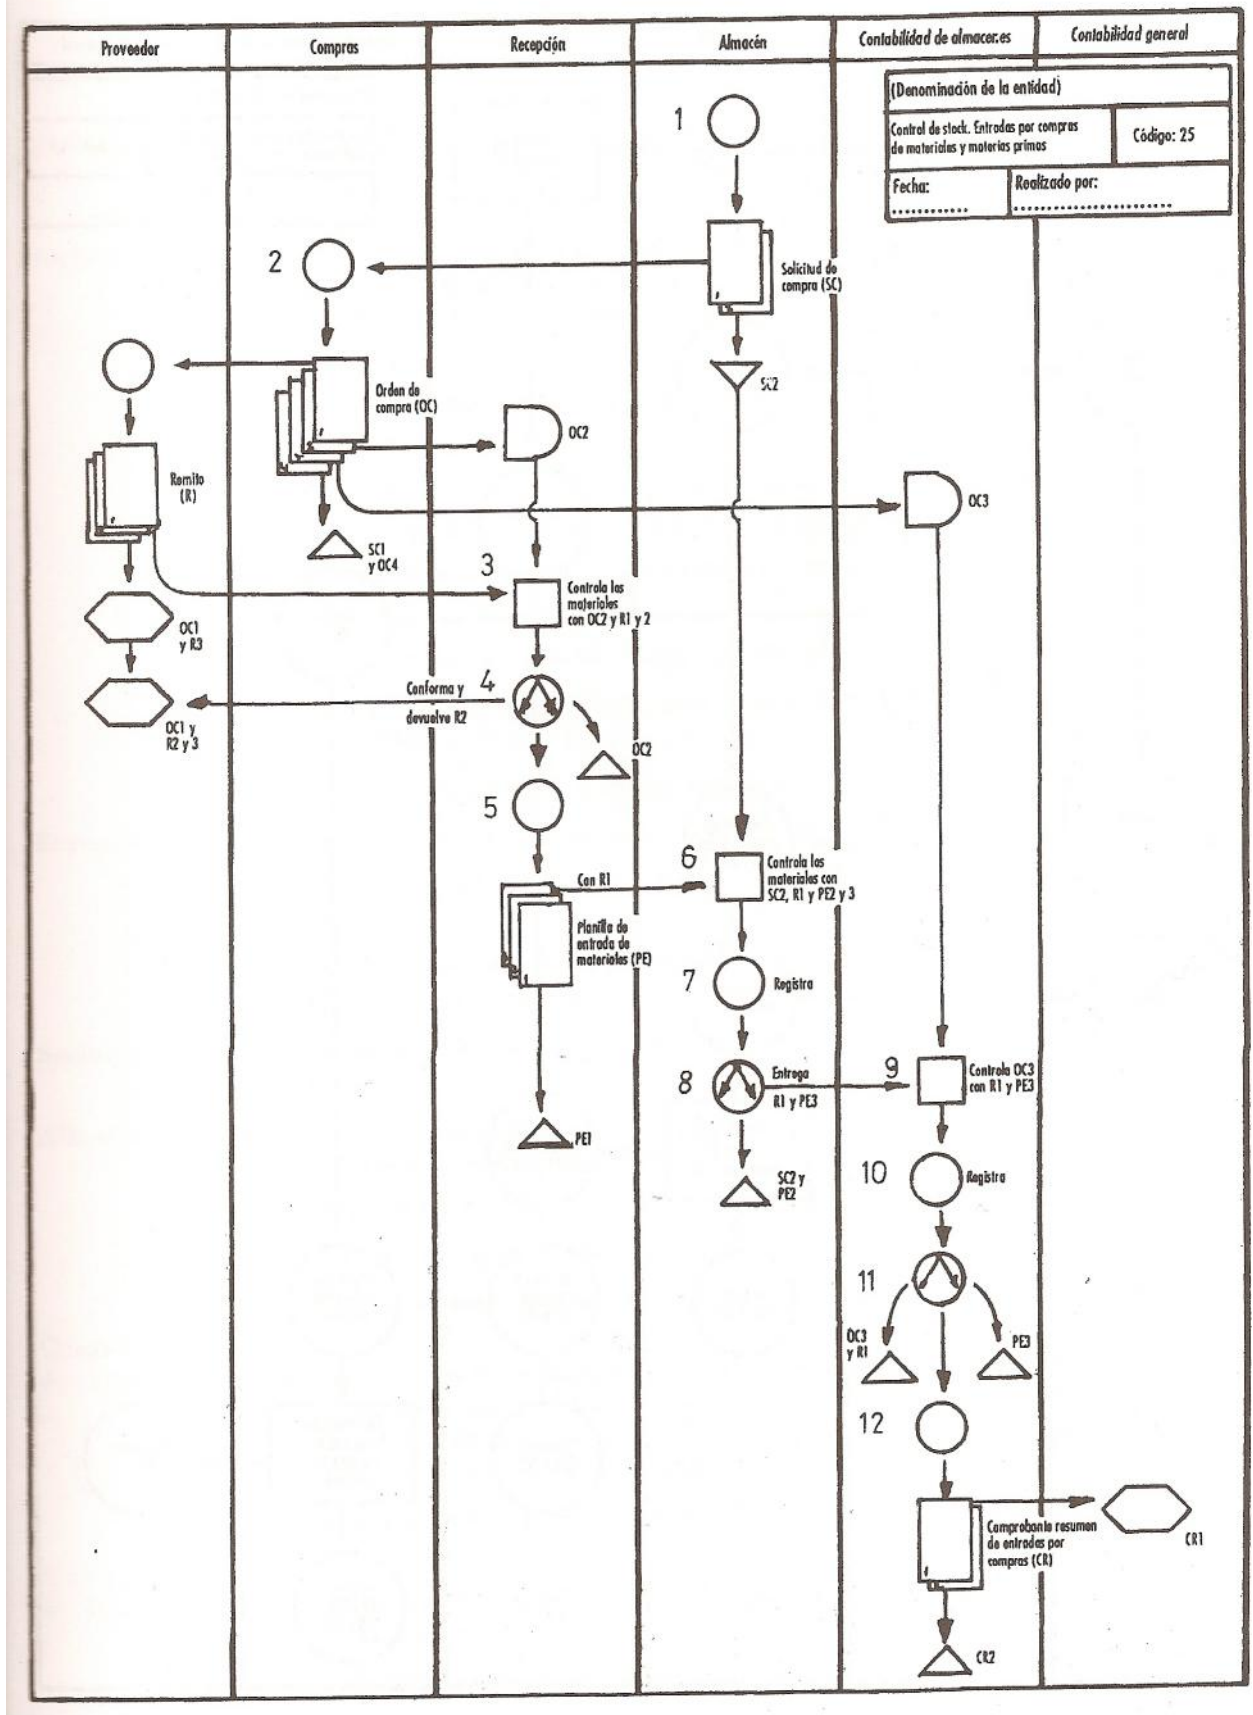 Proveedor
Compras
Recepción
Almacén
Contabilidad de almacenes
Contabilidad general
(Denominación de la entidad)
Control de stock. Entradas por compras
de materiales y materias primas
Código: 25
Fecha:
............
Realizado por:
........................
1
Solicitud de
compra (SC)
2
SC2
Orden de
compra (OC)
OC2
Remito
(R)
OC3
SC1
y OC4
3
Controla los
materiales
con OC2 y R1 y 2
OC1
y R3
Conforma y
devuelve R2
4
OC1 y
R2 y 3
OC2
5
6
Controla los
materiales con
SC2, R1 y PE2 y 3
Con R1
Planilla de
entrada de
materiales (PE)
7
Registra
8
Entrega
R1 y PE3
9
Controla OC3
con R1 y PE3
PE1
SC2 y
PE2
10
Registra
11
OC3
y R1
PE3
12
Comprobante resumen
de entradas por
compras (CR)
CR1
CR2